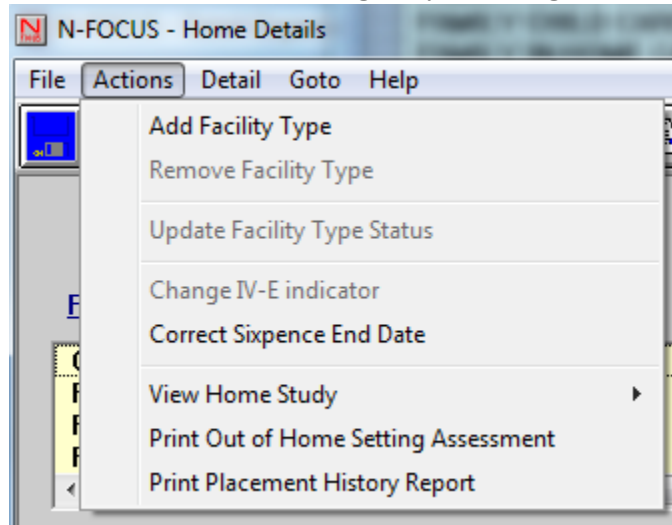 N-FOCUS - Home Details
File Actions Detail Goto Help
Add Facility Type
Remove Facility Type
Update Facility Type Status
Change IV-E indicator
Correct Sixpence End Date
View Home Study
Print Out of Home Setting Assessment
Print Placement History Report